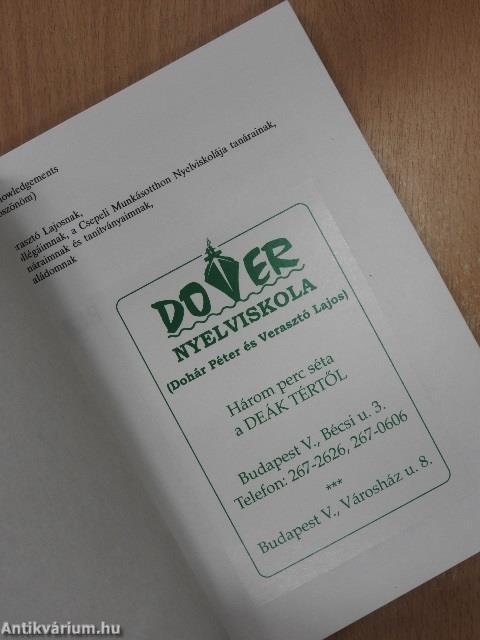 nowledgements
öszönöm)
rasztó Lajosnak,
llégáimnak, a Csepeli Munkásotthon Nyelviskolája tanárainak,
náraimnak és tanítványaimnak,
aládomnak
DOVER
NYELVISKOLA
(Dohár Péter és Verasztó Lajos)
Három perc séta
a DEÁK TÉRTŐL
Budapest V., Bécsi u. 3.
Telefon: 267-2626, 267-0606
***
Budapest V., Városház u. 8.
Antikvárium.hu